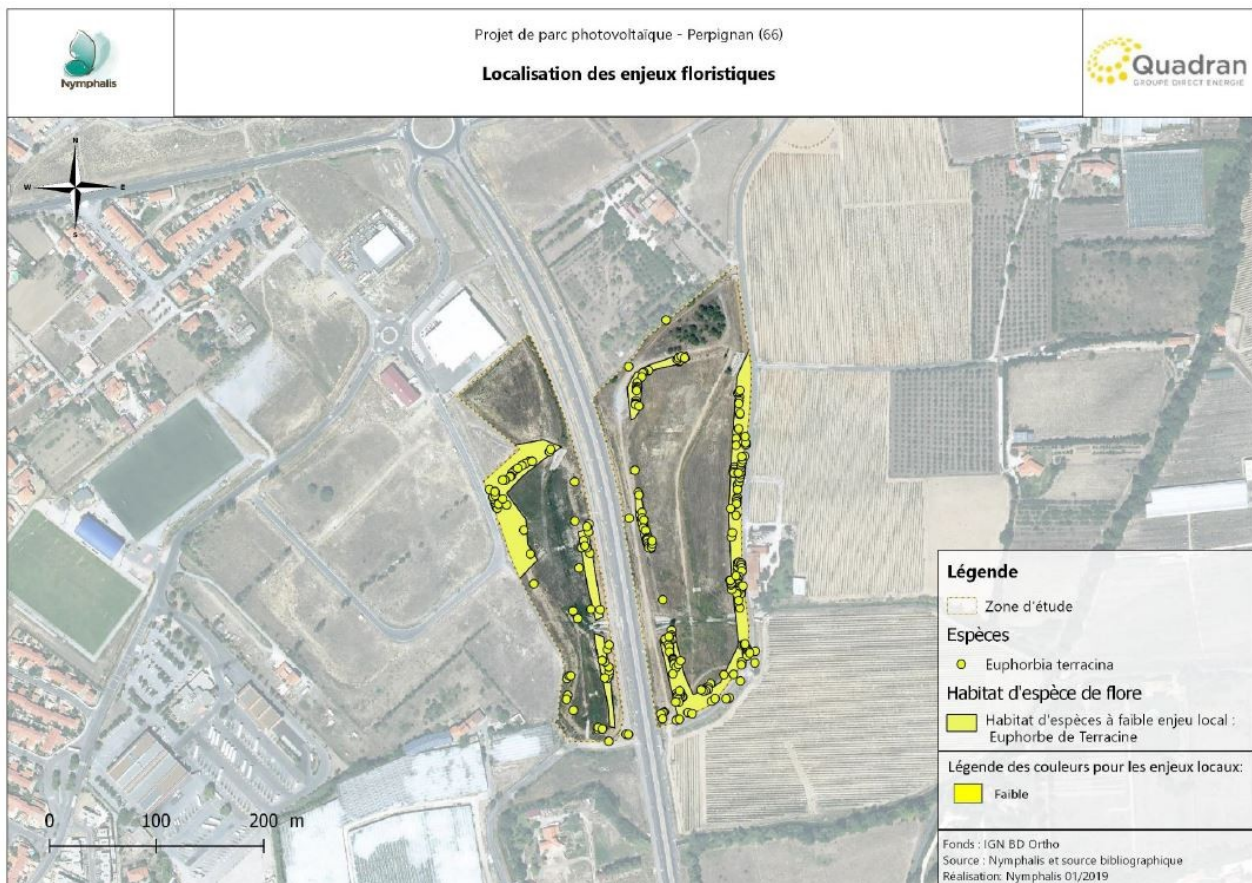 Nymphalis
Projet de parc photovoltaïque - Perpignan (66)
Localisation des enjeux floristiques
Quadran
GROUPE DIRECT ENERGIE
N
W
E
S
0 100 200 m
Légende
Zone d'étude
Espèces
Euphorbia terracina
Habitat d'espèce de flore
Habitat d'espèces à faible enjeu local :
Euphorbe de Terracine
Légende des couleurs pour les enjeux locaux:
Faible
Fonds : IGN BD Ortho
Source : Nymphalis et source bibliographique
Réalisation: Nymphalis 01/2019